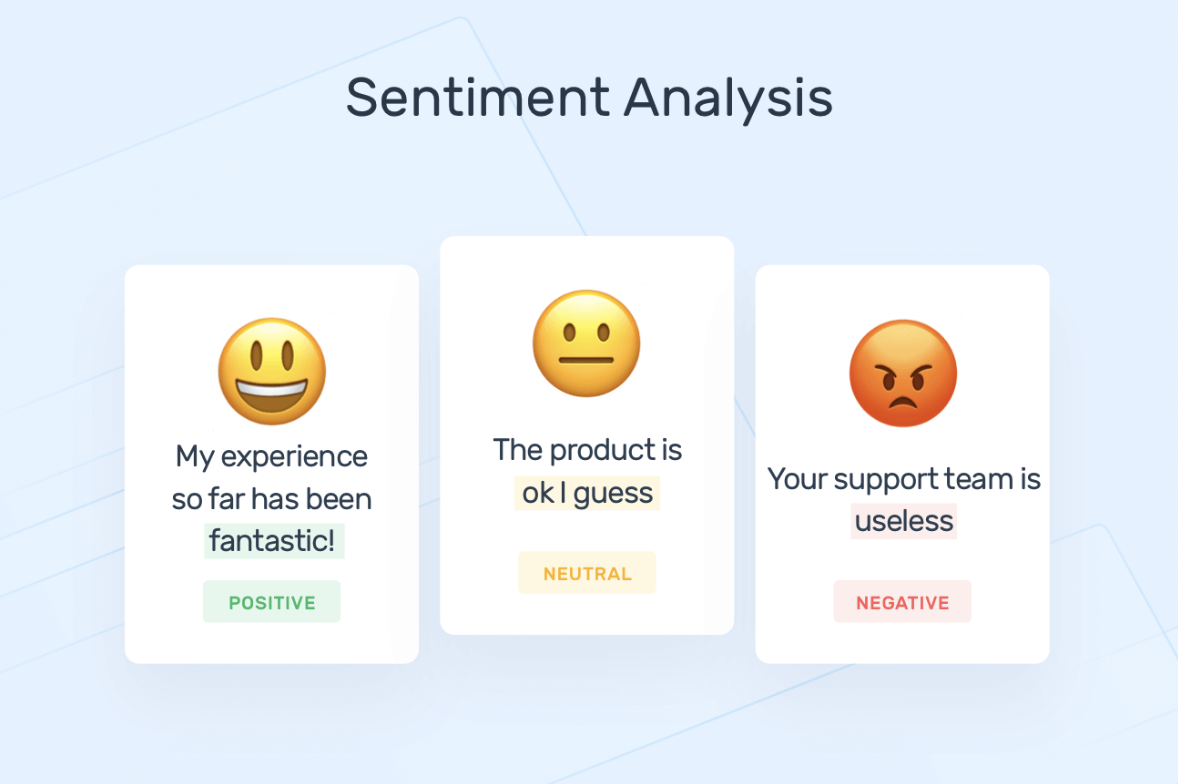 Sentiment Analysis
My experience
so far has been
fantastic!
POSITIVE
The product is
ok I guess
NEUTRAL
Your support team is
useless
NEGATIVE